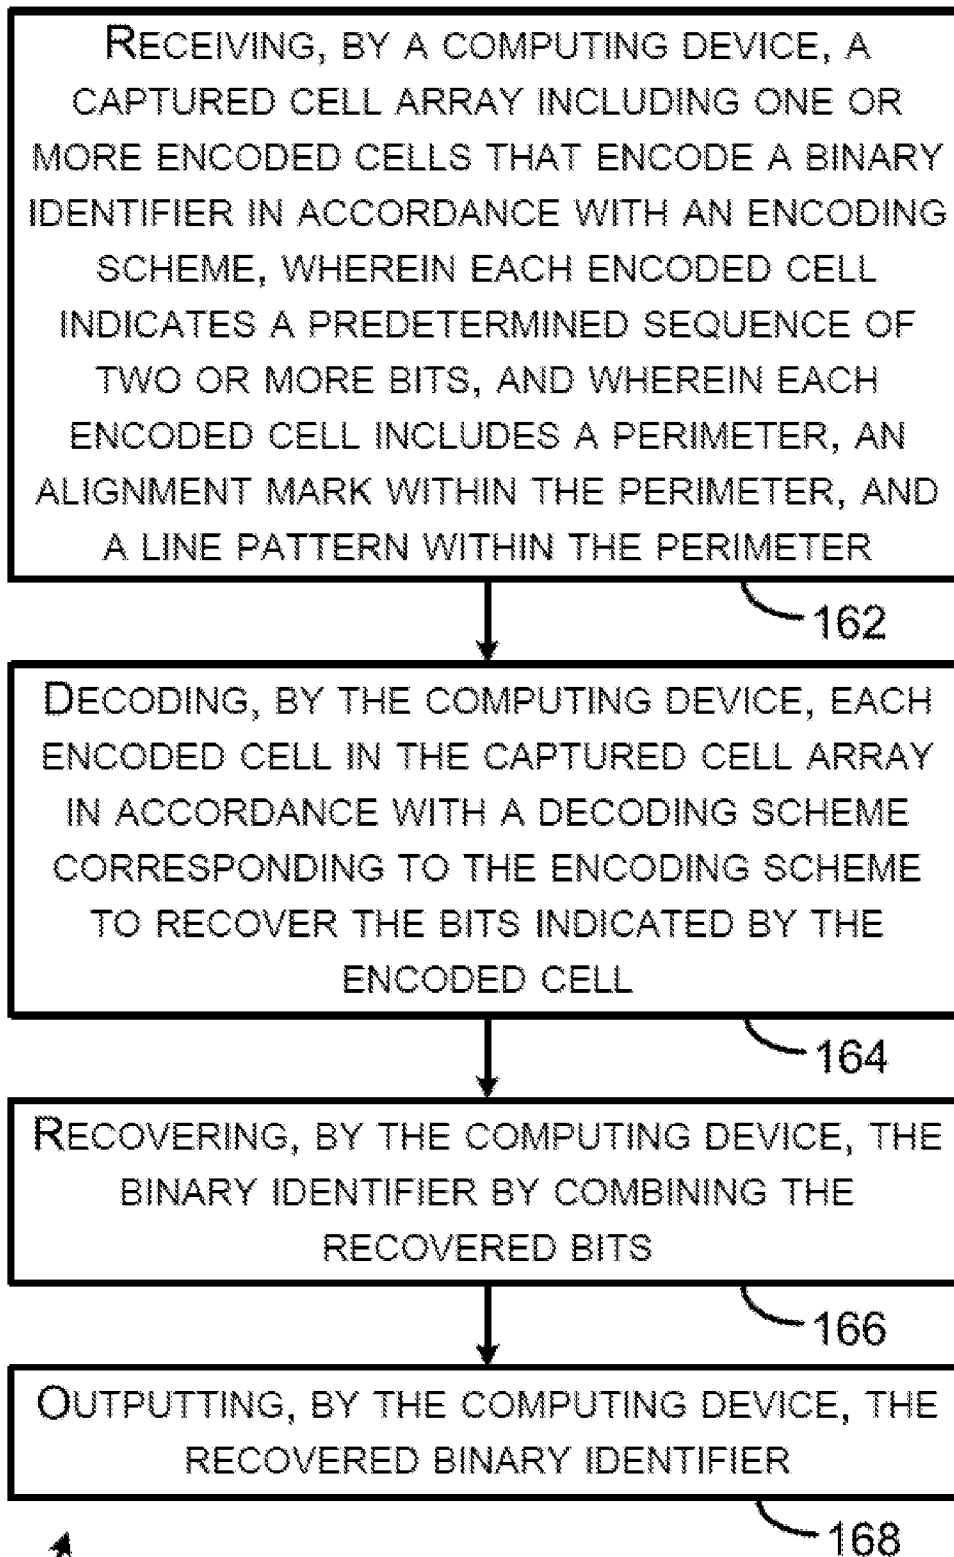 RECEIVING, BY A COMPUTING DEVICE, A
CAPTURED CELL ARRAY INCLUDING ONE OR
MORE ENCODED CELLS THAT ENCODE A BINARY
IDENTIFIER IN ACCORDANCE WITH AN ENCODING
SCHEME, WHEREIN EACH ENCODED CELL
INDICATES A PREDETERMINED SEQUENCE OF
TWO OR MORE BITS, AND WHEREIN EACH
ENCODED CELL INCLUDES A PERIMETER, AN
ALIGNMENT MARK WITHIN THE PERIMETER, AND
A LINE PATTERN WITHIN THE PERIMETER
162
DECODING, BY THE COMPUTING DEVICE, EACH
ENCODED CELL IN THE CAPTURED CELL ARRAY
IN ACCORDANCE WITH A DECODING SCHEME
CORRESPONDING TO THE ENCODING SCHEME
TO RECOVER THE BITS INDICATED BY THE
ENCODED CELL
164
RECOVERING, BY THE COMPUTING DEVICE, THE
BINARY IDENTIFIER BY COMBINING THE
RECOVERED BITS
166
OUTPUTTING, BY THE COMPUTING DEVICE, THE
RECOVERED BINARY IDENTIFIER
168